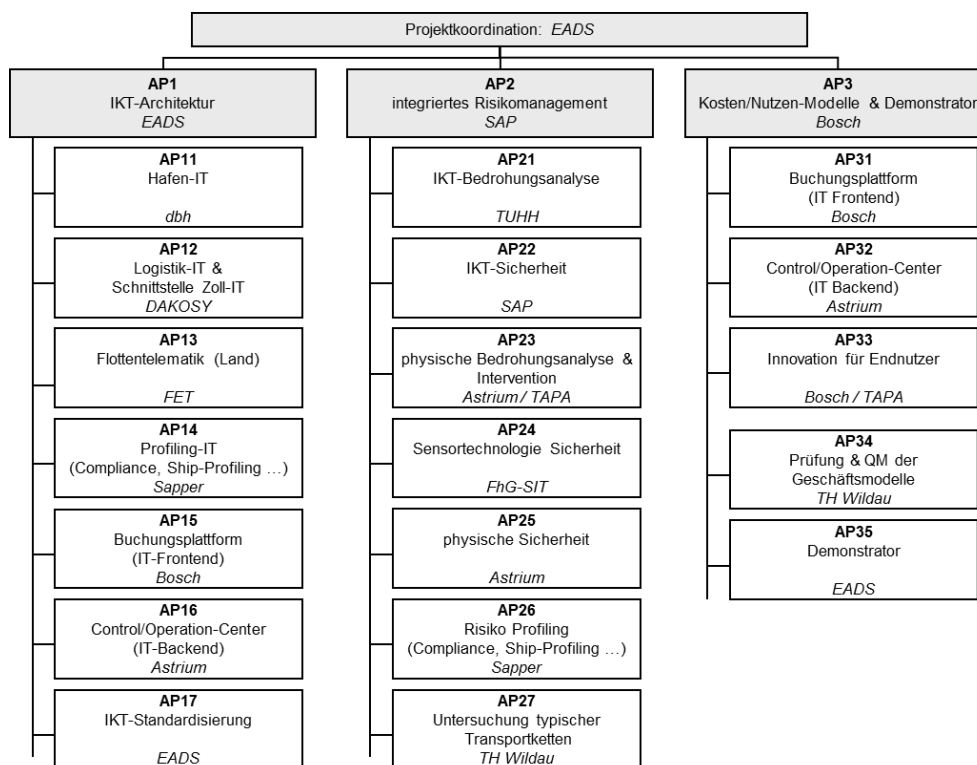 Projektkoordination: EADS
AP1
IKT-Architektur
EADS
AP11
Hafen-IT
dbh
AP12
Logistik-IT &
Schnittstelle Zoll-IT
DAKOSY
AP13
Flottentelematik (Land)
FET
AP14
Profiling-IT
(Compliance, Ship-Profiling …)
Sapper
AP15
Buchungsplattform
(IT-Frontend)
Bosch
AP16
Control/Operation-Center
(IT-Backend)
Astrium
AP17
IKT-Standardisierung
EADS
AP2
integriertes Risikomanagement
SAP
AP21
IKT-Bedrohungsanalyse
TUHH
AP22
IKT-Sicherheit
SAP
AP23
physische Bedrohungsanalyse &
Intervention
Astrium / TAPA
AP24
Sensortechnologie Sicherheit
FhG-SIT
AP25
physische Sicherheit
Astrium
AP26
Risiko Profiling
(Compliance, Ship-Profiling …)
Sapper
AP27
Untersuchung typischer
Transportketten
TH Wildau
AP3
Kosten/Nutzen-Modelle & Demonstrator
Bosch
AP31
Buchungsplattform
(IT Frontend)
Bosch
AP32
Control/Operation-Center
(IT Backend)
Astrium
AP33
Innovation für Endnutzer
Bosch / TAPA
AP34
Prüfung & QM der
Geschäftsmodelle
TH Wildau
AP35
Demonstrator
EADS